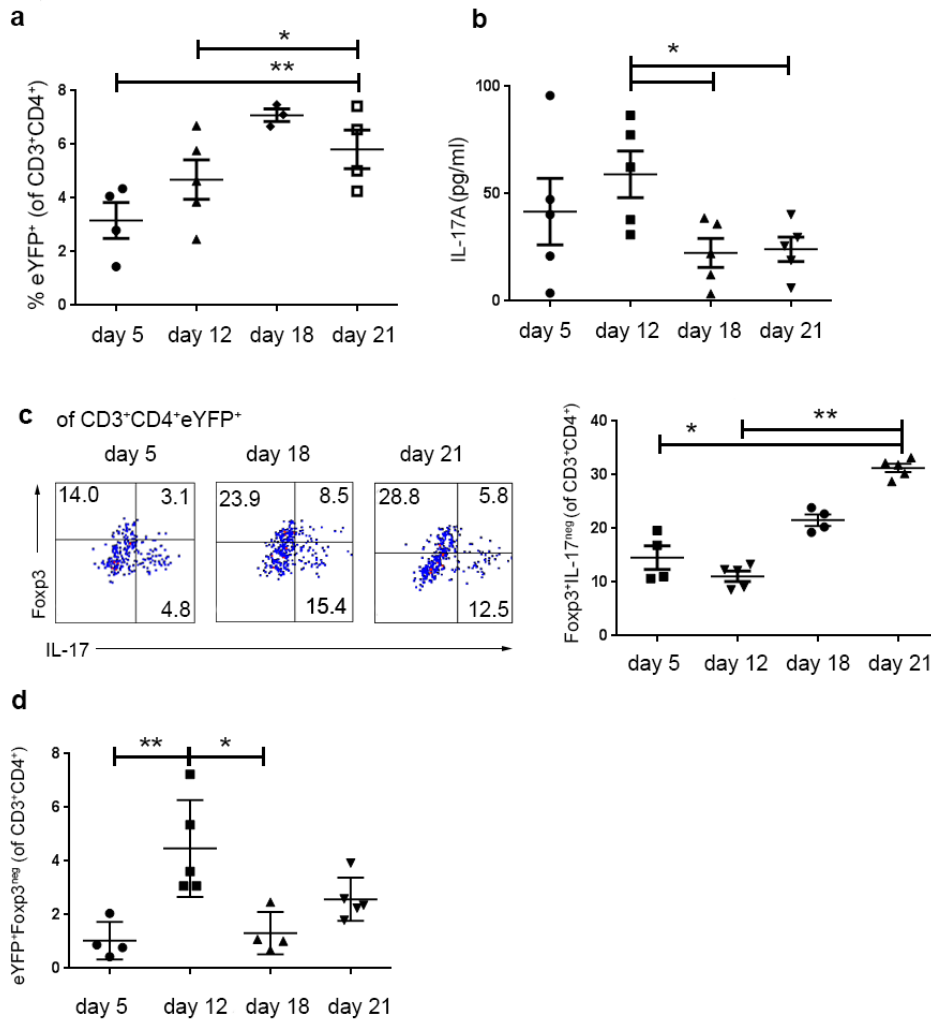 a
*
**
% eYFP⁺ (of CD3⁺CD4⁺)
8
6
4
2
0
day 5 day 12 day 18 day 21
b
*
IL-17A (pg/ml)
100
50
0
day 5 day 12 day 18 day 21
c of CD3⁺CD4⁺eYFP⁺
day 5 day 18 day 21
14.0 3.1 23.9 8.5 28.8 5.8
4.8 15.4 12.5
Foxp3
IL-17
* **
Foxp3⁺IL-17ⁿᵉᵍ (of CD3⁺CD4⁺)
40
30
20
10
0
day 5 day 12 day 18 day 21
d
** *
eYFP⁺Foxp3ⁿᵉᵍ (of CD3⁺CD4⁺)
8
6
4
2
0
day 5 day 12 day 18 day 21